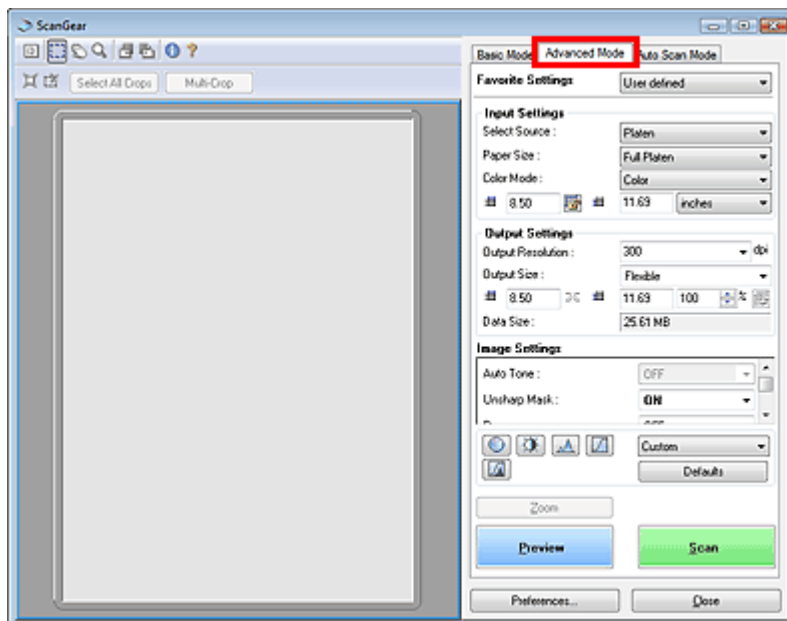 ScanGear
Basic Mode Advanced Mode Auto Scan Mode
Select All Crops Multi-Crop
Favorite Settings User defined
Input Settings
Select Source : Platen
Paper Size : Full Platen
Color Mode : Color
8.50 11.69 inches
Output Settings
Output Resolution : 300 dpi
Output Size : Flexible
8.50 11.69 100 %
Data Size : 25.61 MB
Image Settings
Auto Tone : OFF
Unsharp Mask : ON
Custom
Defaults
Zoom
Preview Scan
Preferences... Close